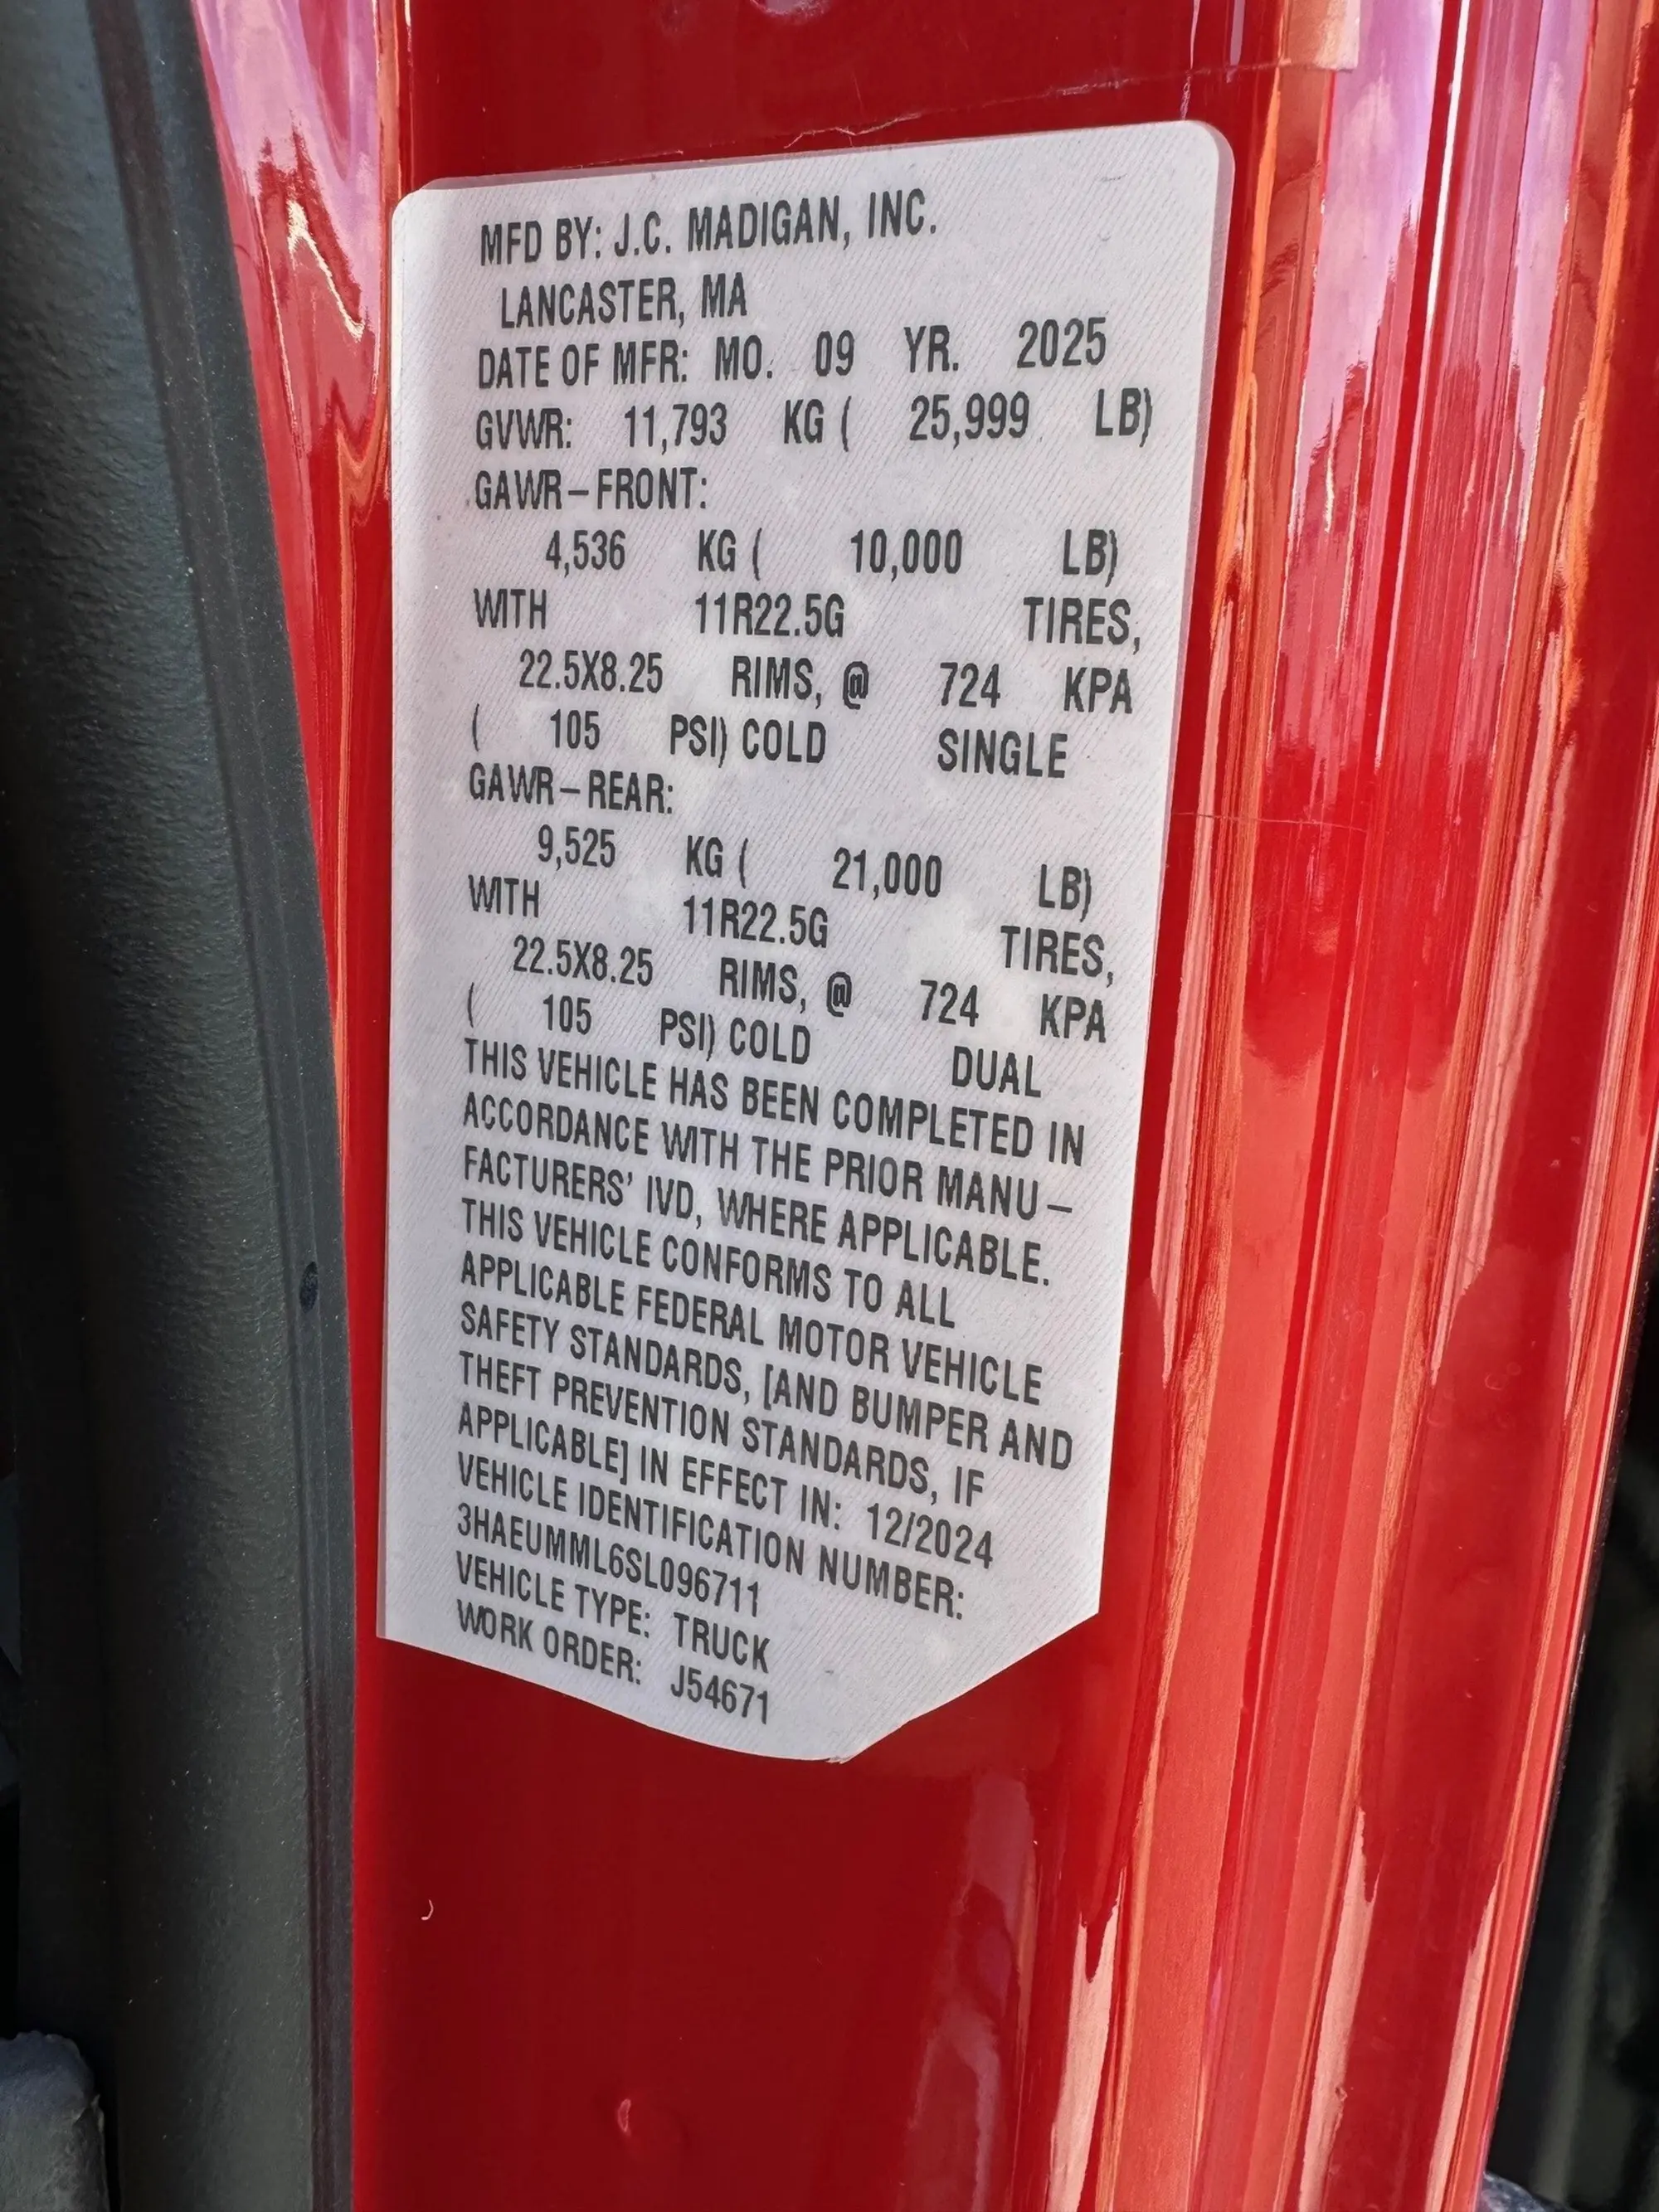 MFD BY: J.C. MADIGAN, INC.
LANCASTER, MA
DATE OF MFR: MO. 09 YR. 2025
GVWR: 11,793 KG ( 25,999 LB)
GAWR-FRONT:
4,536 KG ( 10,000 LB)
WITH 11R22.5G TIRES,
22.5X8.25 RIMS, @ 724 KPA
( 105 PSI) COLD SINGLE
GAWR-REAR:
9,525 KG ( 21,000 LB)
WITH 11R22.5G TIRES,
22.5X8.25 RIMS, @ 724 KPA
( 105 PSI) COLD DUAL
THIS VEHICLE HAS BEEN COMPLETED IN
ACCORDANCE WITH THE PRIOR MANU-
FACTURERS' IVD, WHERE APPLICABLE.
THIS VEHICLE CONFORMS TO ALL
APPLICABLE FEDERAL MOTOR VEHICLE
SAFETY STANDARDS, [AND BUMPER AND
THEFT PREVENTION STANDARDS, IF
APPLICABLE] IN EFFECT IN: 12/2024
VEHICLE IDENTIFICATION NUMBER:
3HAEUMML6SL096711
VEHICLE TYPE: TRUCK
WORK ORDER: J54671